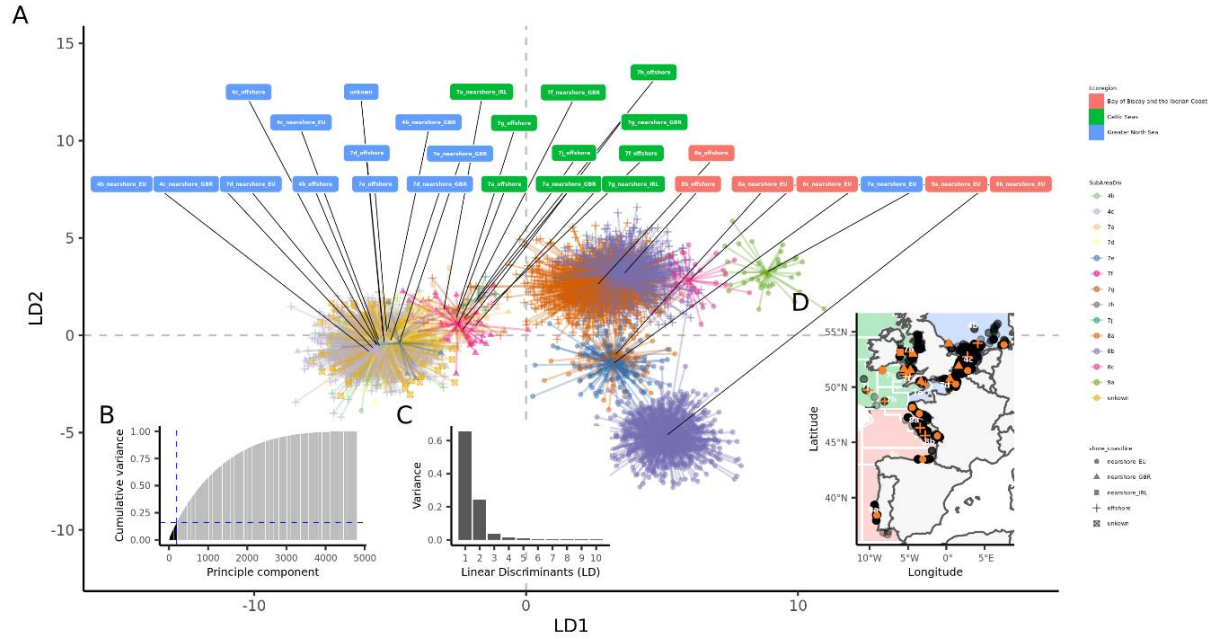 A
LD2
15
10
5
0
-5
-10
7h_offshore
4c_offshore
unkown
7a_nearshore_IRL
7f_nearshore_GBR
4c_nearshore_EU
4b_nearshore_GBR
7g_offshore
7g_nearshore_GBR
7d_offshore
7e_nearshore_GBR
7j_offshore
7f_offshore
8a_offshore
4b_nearshore_EU
4c_nearshore_GBR
7d_nearshore_EU
4b_offshore
7e_offshore
7d_nearshore_GBR
7a_offshore
7a_nearshore_GBR
7g_nearshore_IRL
8b_offshore
8a_nearshore_EU
8c_nearshore_EU
7e_nearshore_EU
9a_nearshore_EU
8b_nearshore_EU
B
Cumulative variance
1.00
0.75
0.50
0.25
0.00
0
1000
2000
3000
4000
5000
Principle component
C
Variance
0.6
0.4
0.2
0.0
1
2
3
4
5
6
7
8
9
10
Linear Discriminants (LD)
D
Latitude
55°N
50°N
45°N
40°N
4c
7d
10°W
5°W
0°
5°E
Longitude
-10
0
10
LD1
Ecoregion
Bay of Biscay and the Iberian Coast
Celtic Seas
Greater North Sea
SubAreaDiv
4b
4c
7a
7d
7e
7f
7g
7h
7j
8a
8b
8c
9a
unkown
shore_coastline
nearshore_EU
nearshore_GBR
nearshore_IRL
offshore
unkown